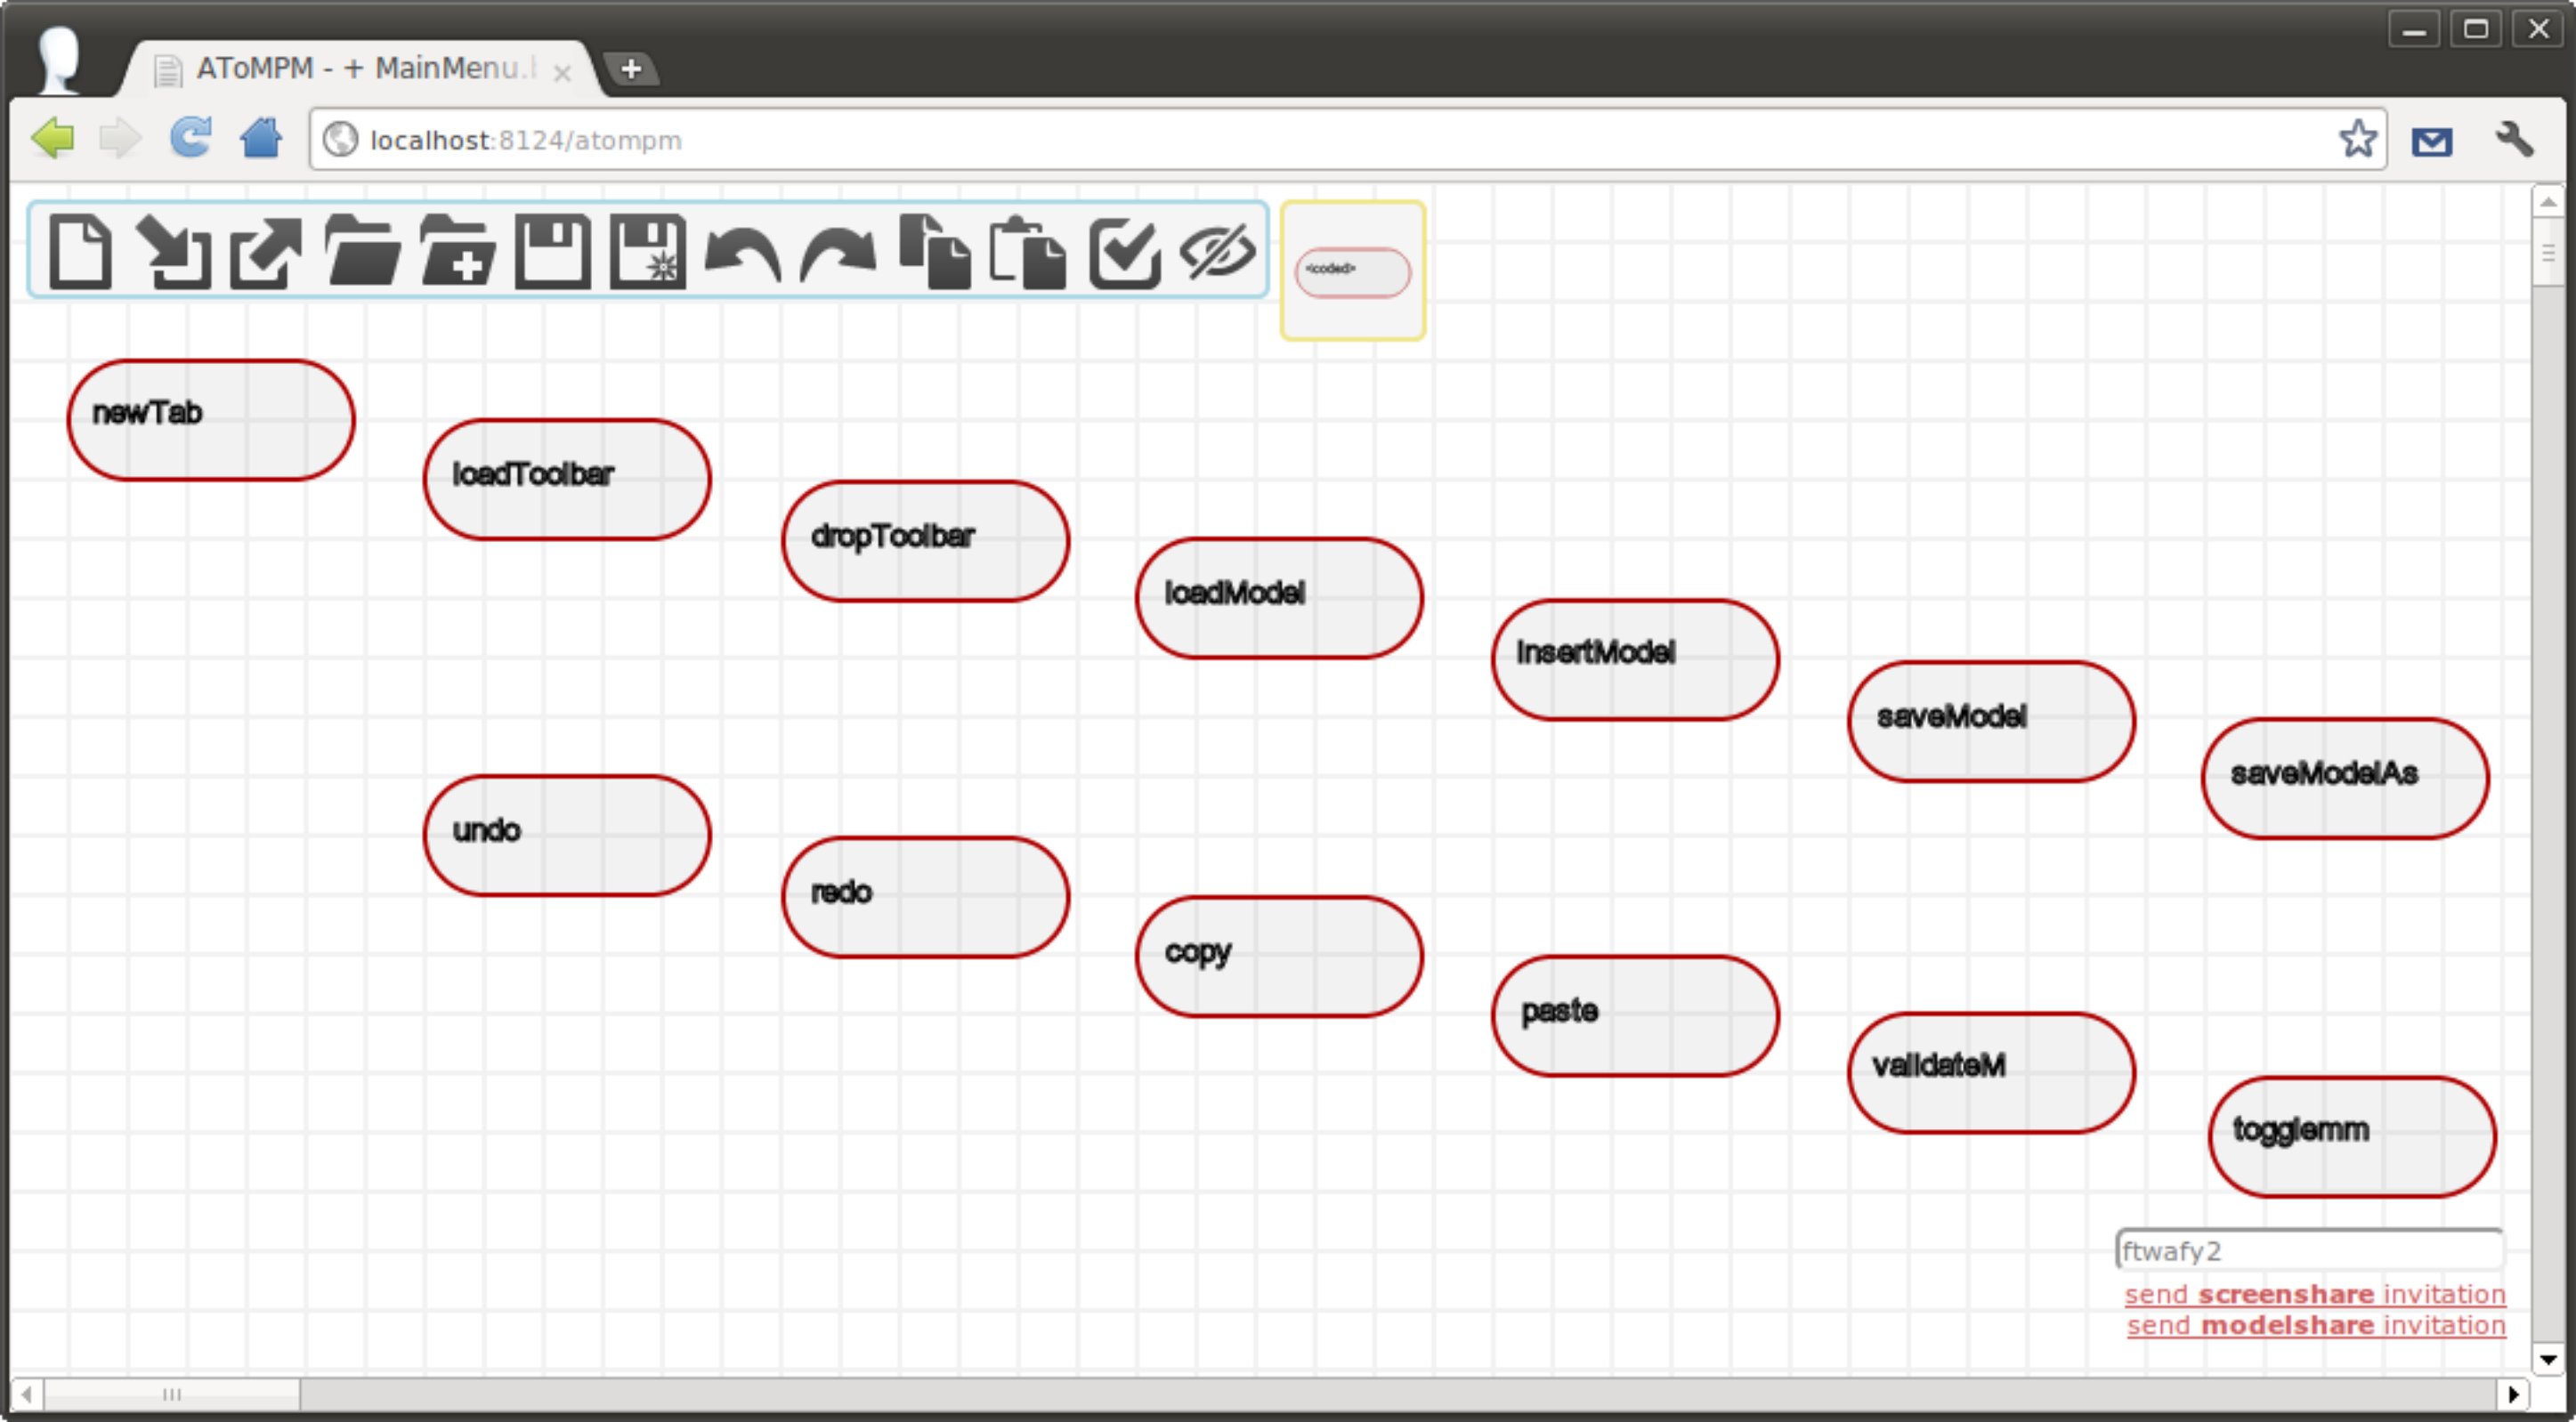 AToMPM - + MainMenu.
localhost:8124/atompm
<coded>
newTab
loadToolbar
dropToolbar
loadModel
insertModel
saveModel
saveModelAs
undo
redo
copy
paste
validateM
togglemm
ftwafy2
send screenshare invitation
send modelshare invitation